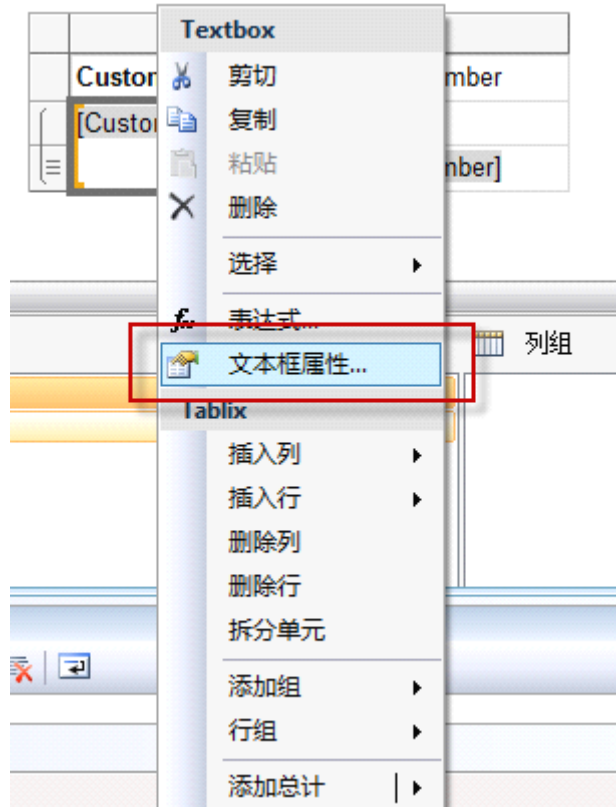 Textbox
Custor
mber
剪切
[Custor
复制
粘贴
mber]
删除
选择
fx 表达式...
列组
文本框属性...
Tablix
插入列
插入行
删除列
删除行
拆分单元
添加组
行组
添加总计